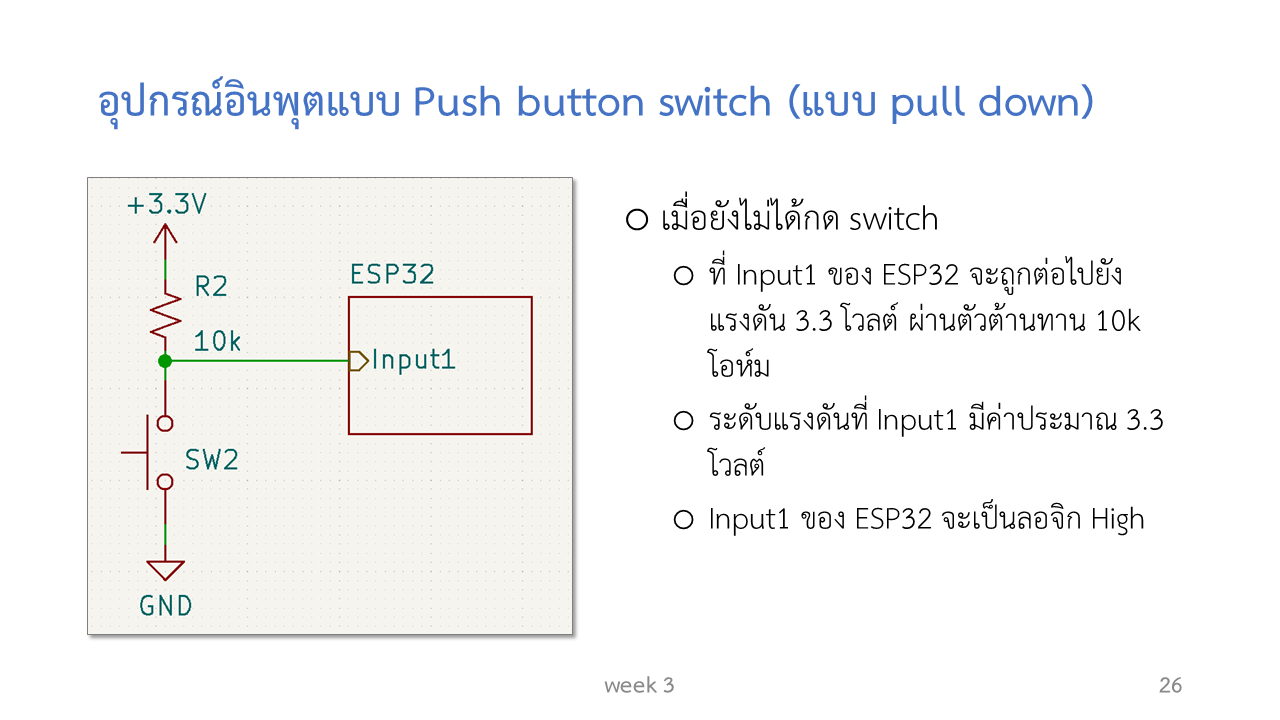 อุปกรณ์อินพุตแบบ Push button switch (แบบ pull down)
+3.3V
R2
10k
ESP32
Input1
SW2
GND
เมื่อยังไม่ได้กด switch
ที่ Input1 ของ ESP32 จะถูกต่อไปยัง
แรงดัน 3.3 โวลต์ ผ่านตัวต้านทาน 10k
โอห์ม
ระดับแรงดันที่ Input1 มีค่าประมาณ 3.3
โวลต์
Input1 ของ ESP32 จะเป็นลอจิก High
week 3
26